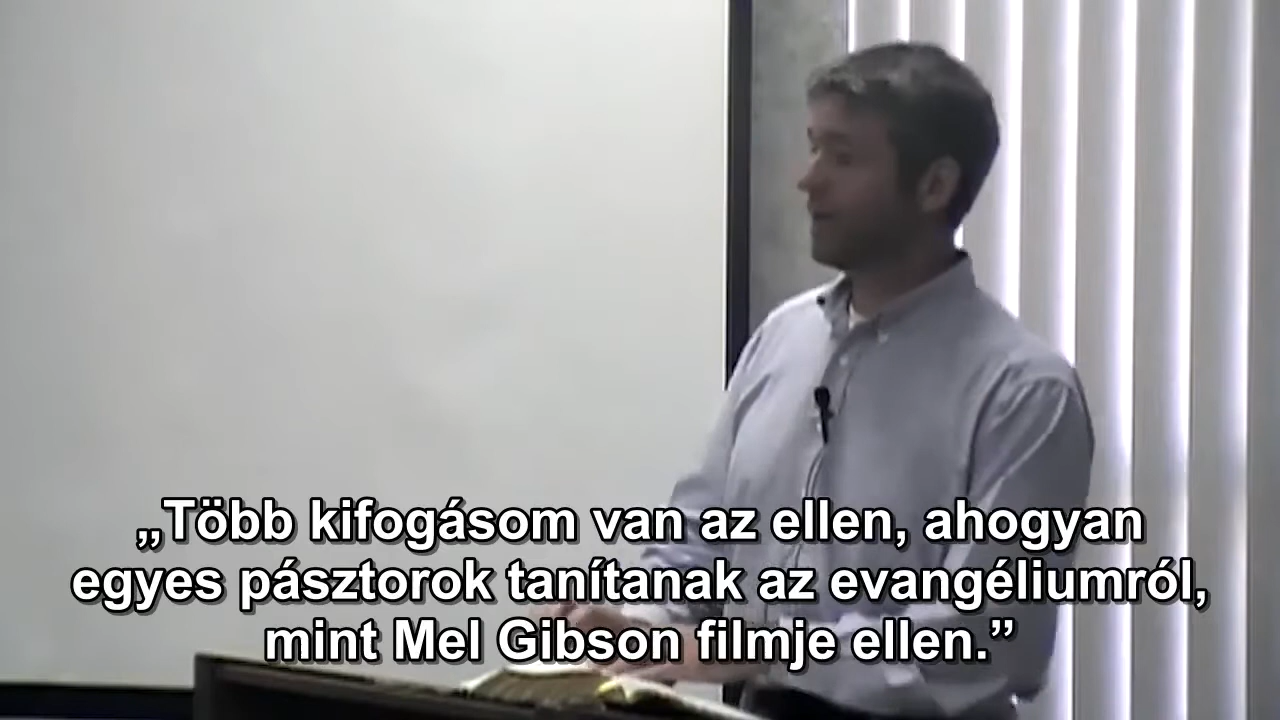 „Több kifogásom van az ellen, ahogyan
egyes pásztorok tanítanak az evangéliumról,
mint Mel Gibson filmje ellen.”